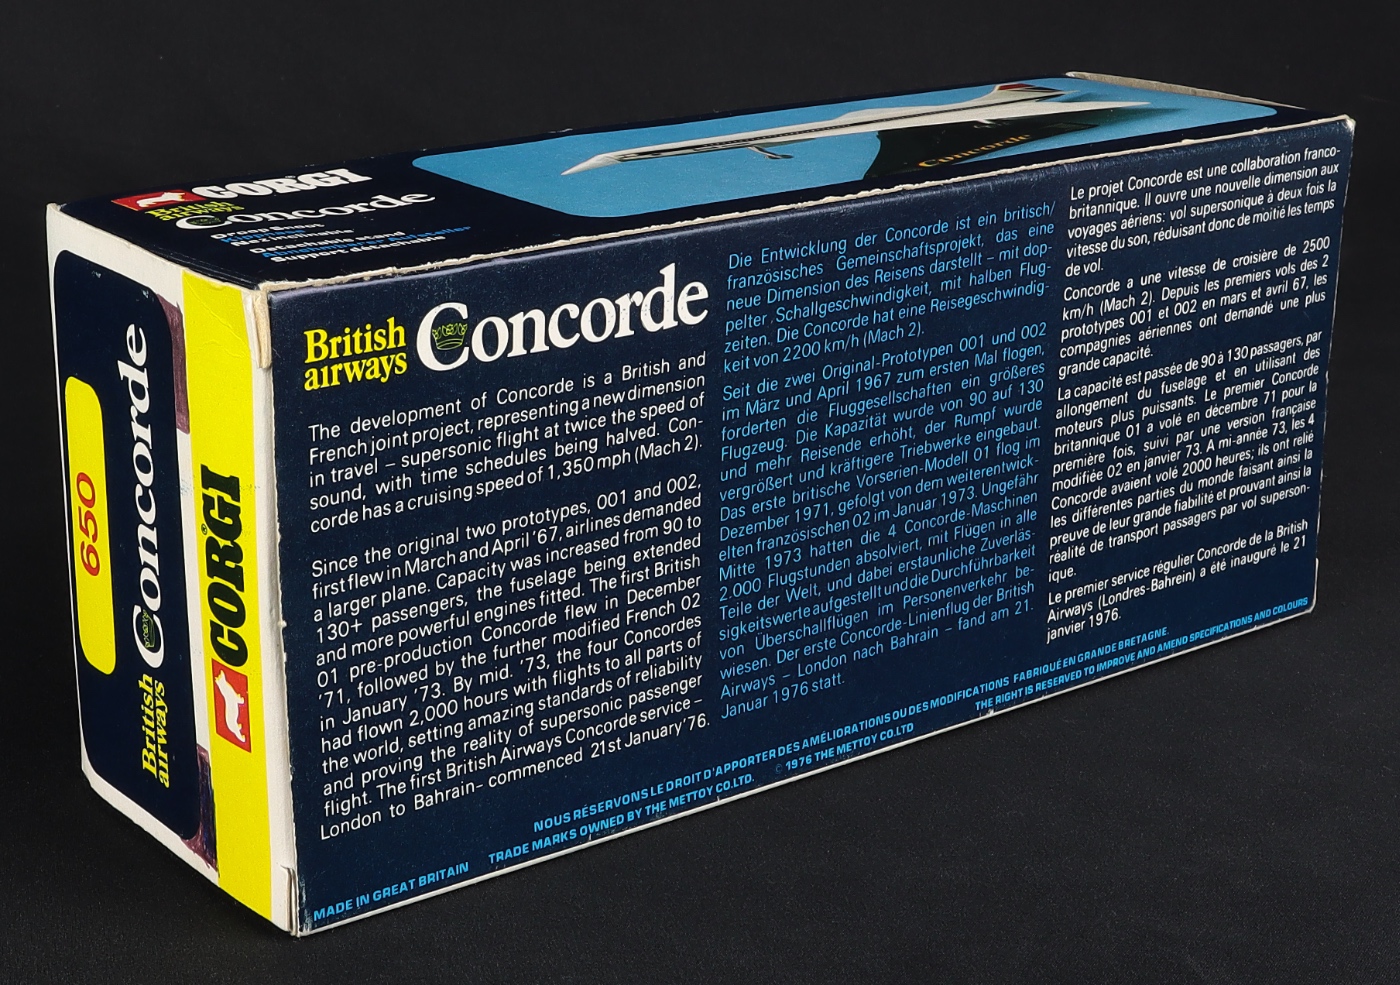 CORGI
British
airways
Concorde
Detachable stand
Support détachable
Concorde
650
British
airways
Concorde
CORGI
British
airways
Concorde
The development of Concorde is a British and
French joint project, representing a new dimension
in travel – supersonic flight at twice the speed of
sound, with time schedules being halved. Con-
corde has a cruising speed of 1,350 mph (Mach 2).
Since the original two prototypes, 001 and 002,
first flew in March and April '67, airlines demanded
a larger plane. Capacity was increased from 90 to
130+ passengers, the fuselage being extended
and more powerful engines fitted. The first British
01 pre-production Concorde flew in December
'71, followed by the further modified French 02
in January '73. By mid. '73, the four Concordes
had flown 2,000 hours with flights to all parts of
the world, setting amazing standards of reliability
and proving the reality of supersonic passenger
flight. The first British Airways Concorde service –
London to Bahrain – commenced 21st January '76.
Die Entwicklung der Concorde ist ein britisch/
französisches Gemeinschaftsprojekt, das eine
neue Dimension des Reisens darstellt – mit dop-
pelter Schallgeschwindigkeit, mit halben Flug-
zeiten. Die Concorde hat eine Reisegeschwindig-
keit von 2200 km/h (Mach 2).
Seit die zwei Original-Prototypen 001 und 002
im März und April 1967 zum ersten Mal flogen,
forderten die Fluggesellschaften ein größeres
Flugzeug. Die Kapazität wurde von 90 auf 130
und mehr Reisende erhöht, der Rumpf wurde
vergrößert und kräftigere Triebwerke eingebaut.
Das erste britische Vorserien-Modell 01 flog im
Dezember 1971, gefolgt von dem weiterentwick-
elten französischen 02 im Januar 1973. Ungefähr
Mitte 1973 hatten die 4 Concorde-Maschinen
2.000 Flugstunden absolviert, mit Flügen in alle
Teile der Welt, und dabei erstaunliche Zuverläs-
sigkeitswerte aufgestellt und die Durchführbarkeit
von Überschallflügen im Personenverkehr be-
wiesen. Der erste Concorde-Linienflug der British
Airways – London nach Bahrain – fand am 21.
Januar 1976 statt.
Le projet Concorde est une collaboration franco-
britannique. Il ouvre une nouvelle dimension aux
voyages aériens: vol supersonique à deux fois la
vitesse du son, réduisant donc de moitié les temps
de vol.
Concorde a une vitesse de croisière de 2500
km/h (Mach 2). Depuis les premiers vols des 2
prototypes 001 et 002 en mars et avril 67, les
compagnies aériennes ont demandé une plus
grande capacité.
La capacité est passée de 90 à 130 passagers, par
allongement du fuselage et en utilisant des
moteurs plus puissants. Le premier Concorde
britannique 01 a volé en décembre 71 pour la
première fois, suivi par une version française
modifiée 02 en janvier 73. A mi-année 73, les 4
Concorde avaient volé 2000 heures; ils ont relié
les différentes parties du monde faisant ainsi la
preuve de leur grande fiabilité et prouvant ainsi la
réalité de transport passagers par vol superson-
ique.
Le premier service régulier Concorde de la British
Airways (Londres-Bahrein) a été inauguré le 21
janvier 1976.
NOUS RÉSERVONS LE DROIT D'APPORTER DES AMÉLIORATIONS OU DES MODIFICATIONS FABRIQUÉ EN GRANDE BRETAGNE.
MADE IN GREAT BRITAIN TRADE MARKS OWNED BY THE METTOY CO. LTD. © 1976 THE METTOY CO. LTD THE RIGHT IS RESERVED TO IMPROVE AND AMEND SPECIFICATIONS AND COLOURS